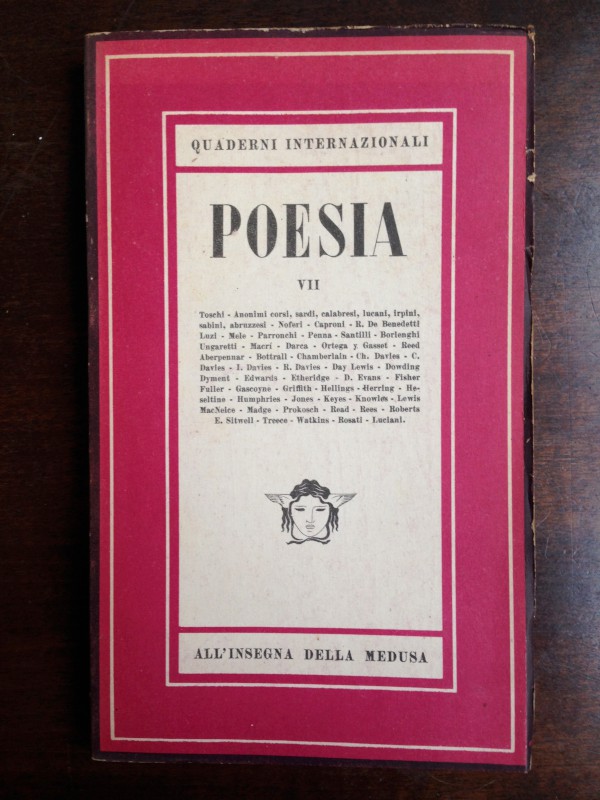 QUADERNI INTERNAZIONALI
POESIA
VII
Toschi - Anonimi corsi, sardi, calabresi, lucani, irpini,
sabini, abruzzesi - Noferi - Caproni - R. De Benedetti
Luzi - Mele - Parronchi - Penna - Santilli - Borlenghi
Ungaretti - Macrì - Darca - Ortega y Gasset - Reed
Aberpennar - Bottrall - Chamberlain - Ch. Davies - C.
Davies - I. Davies - R. Davies - Day Lewis - Dowding
Dyment - Edwards - Etheridge - D. Evans - Fisher
Fuller - Gascoyne - Griffith - Hellings - Herring - He-
seltine - Humphries - Jones - Keyes - Knowles - Lewis
MacNeice - Madge - Prokosch - Read - Rees - Roberts
E. Sitwell - Treece - Watkins - Rosati - Luciani.
ALL'INSEGNA DELLA MEDUSA